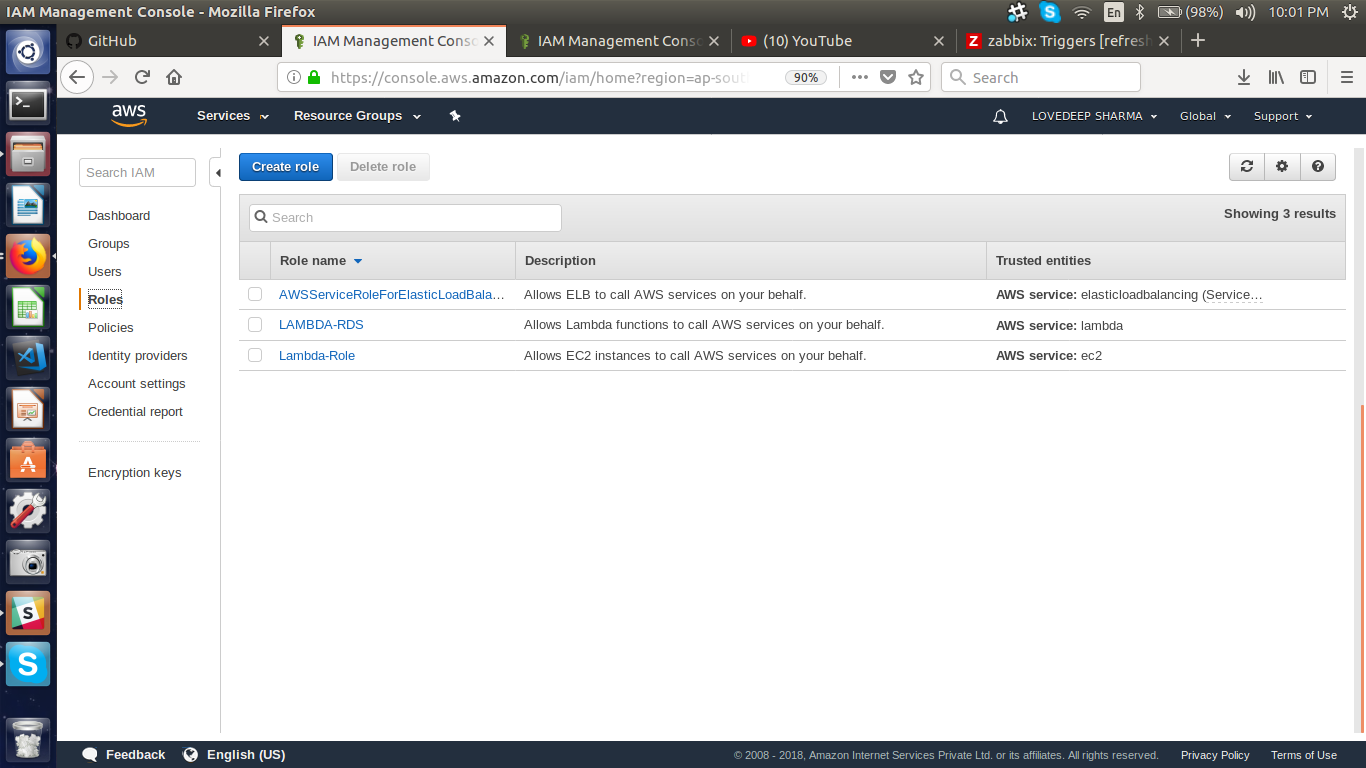 IAM Management Console - Mozilla Firefox
En
(98%)
10:01 PM
GitHub
IAM Management Conso
IAM Management Conso
(10) YouTube
zabbix: Triggers [refresh
https://console.aws.amazon.com/iam/home?region=ap-sout
90%
Search
aws
Services
Resource Groups
LOVEDEEP SHARMA
Global
Support
Search IAM
Dashboard
Groups
Users
Roles
Policies
Identity providers
Account settings
Credential report
Encryption keys
Create role
Delete role
Search
Showing 3 results
Role name
Description
Trusted entities
AWSServiceRoleForElasticLoadBala…
Allows ELB to call AWS services on your behalf.
AWS service: elasticloadbalancing (Service…
LAMBDA-RDS
Allows Lambda functions to call AWS services on your behalf.
AWS service: lambda
Lambda-Role
Allows EC2 instances to call AWS services on your behalf.
AWS service: ec2
Feedback
English (US)
© 2008 - 2018, Amazon Internet Services Private Ltd. or its affiliates. All rights reserved.
Privacy Policy
Terms of Use